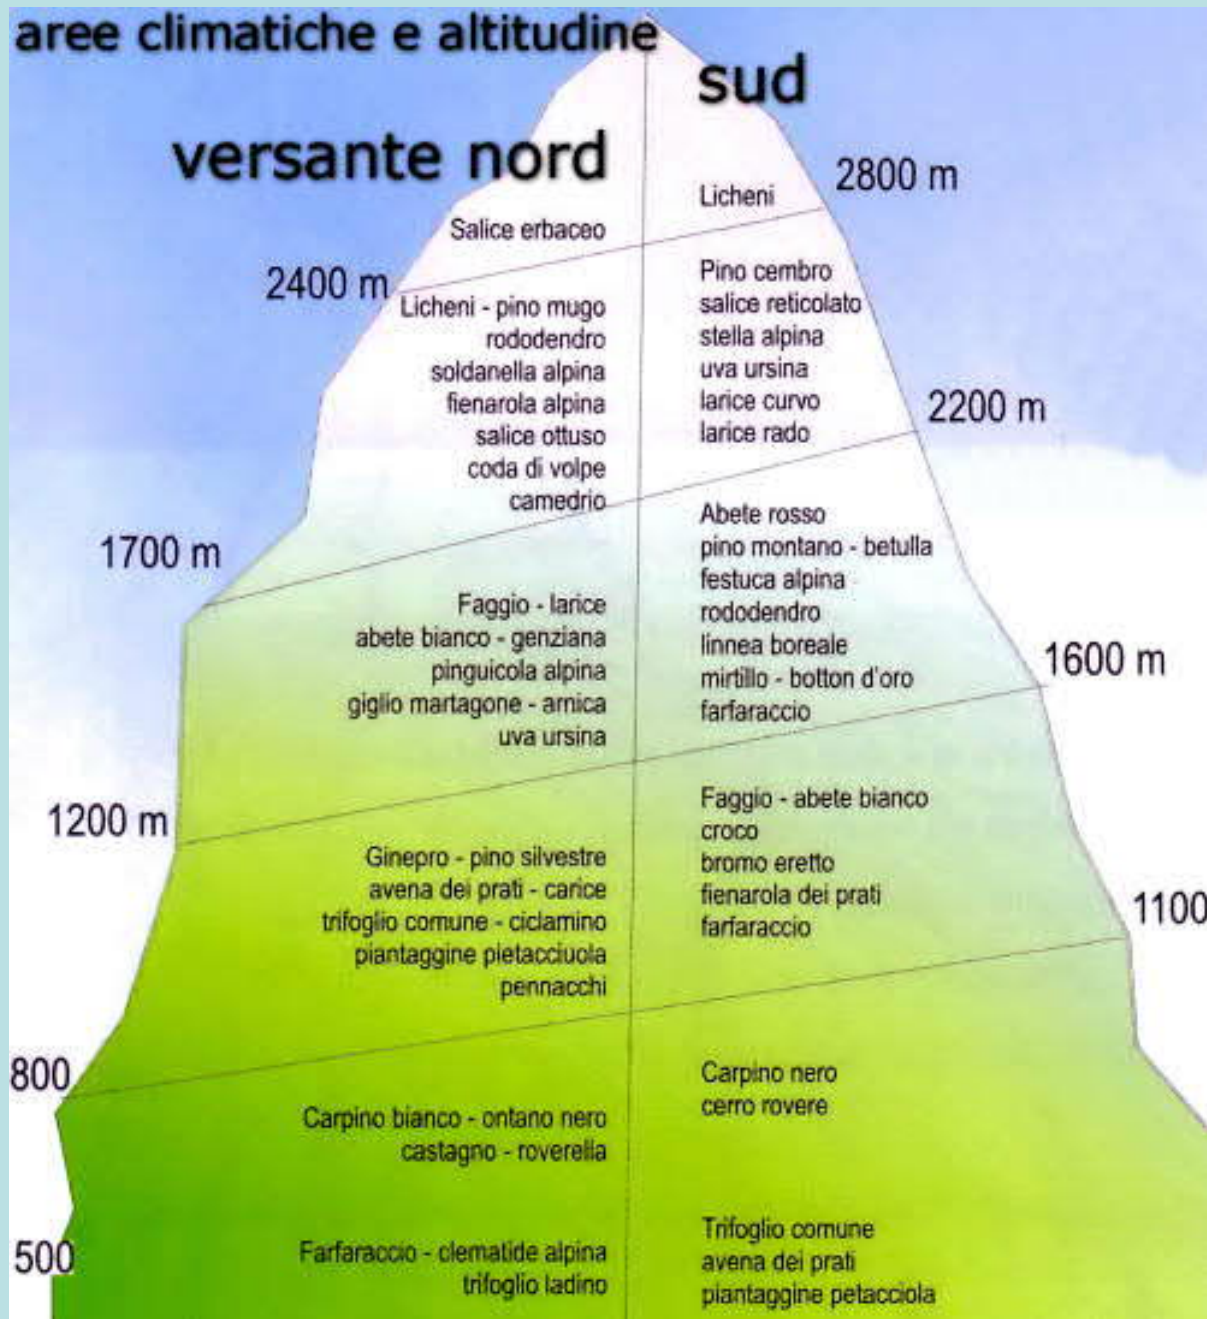 aree climatiche e altitudine
sud
versante nord
2800 m
Licheni
Salice erbaceo
2400 m
Pino cembro
salice reticolato
stella alpina
uva ursina
larice curvo
larice rado
Licheni - pino mugo
rododendro
soldanella alpina
fienarola alpina
salice ottuso
coda di volpe
camedrio
2200 m
1700 m
Abete rosso
pino montano - betulla
festuca alpina
rododendro
linnea boreale
mirtillo - botton d'oro
farfaraccio
Faggio - larice
abete bianco - genziana
pinguicola alpina
giglio martagone - arnica
uva ursina
1600 m
1200 m
Faggio - abete bianco
croco
bromo eretto
fienarola dei prati
farfaraccio
Ginepro - pino silvestre
avena dei prati - carice
trifoglio comune - ciclamino
piantaggine pietacciuola
pennacchi
1100
800
Carpino nero
cerro rovere
Carpino bianco - ontano nero
castagno - roverella
500
Farfaraccio - clematide alpina
trifoglio ladino
Trifoglio comune
avena dei prati
piantaggine petacciola